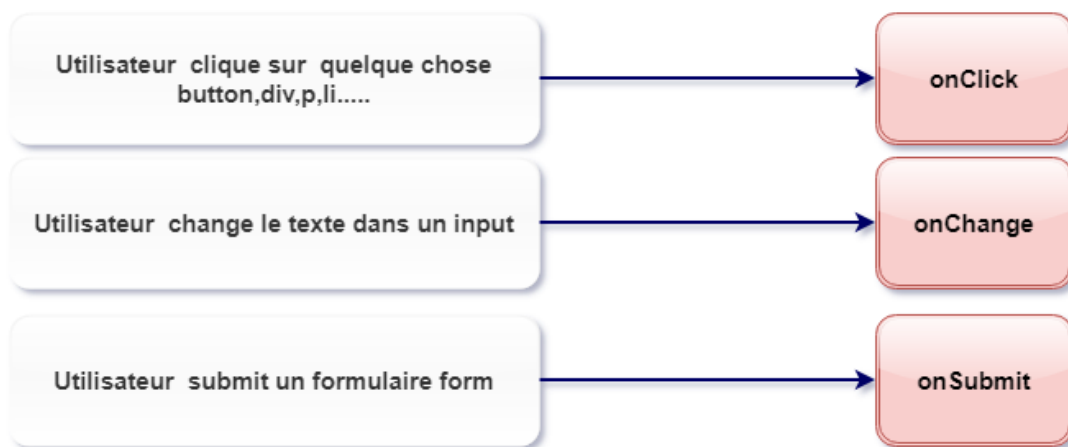 Utilisateur clique sur quelque chose
button,div,p,li.....
onClick
Utilisateur change le texte dans un input
onChange
Utilisateur submit un formulaire form
onSubmit